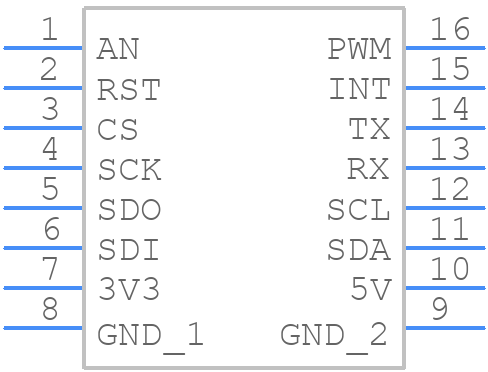 1 AN PWM 16
2 RST INT 15
3 CS TX 14
4 SCK RX 13
5 SDO SCL 12
6 SDI SDA 11
7 3V3 5V 10
8 GND_1 GND_2 9